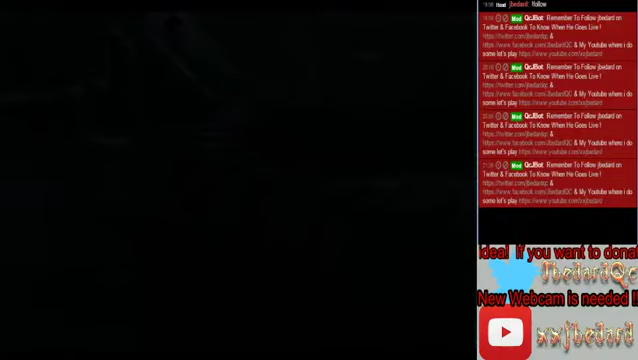 19:58 Host jbedard: !follow
19:58 Mod QcJBot: Remember To Follow jbedard on
Twitter & Facebook To Know When He Goes Live !
https://twitter.com/jbedardqc &
https://www.facebook.com/JbedardQC & My Youtube where i do
some let's play https://www.youtube.com/xxjbedard
Mod QcJBot: Remember To Follow jbedard on
Twitter & Facebook To Know When He Goes Live !
https://twitter.com/jbedardqc &
https://www.facebook.com/JbedardQC & My Youtube where i do
some let's play https://www.youtube.com/xxjbedard
Mod QcJBot: Remember To Follow jbedard on
Twitter & Facebook To Know When He Goes Live !
https://twitter.com/jbedardqc &
https://www.facebook.com/JbedardQC & My Youtube where i do
some let's play https://www.youtube.com/xxjbedard
Mod QcJBot: Remember To Follow jbedard on
Twitter & Facebook To Know When He Goes Live !
https://twitter.com/jbedardqc &
https://www.facebook.com/JbedardQC & My Youtube where i do
some let's play https://www.youtube.com/xxjbedard
Ideal If you want to donat
JbedardQc
New Webcam is needed !!
xxjbedard